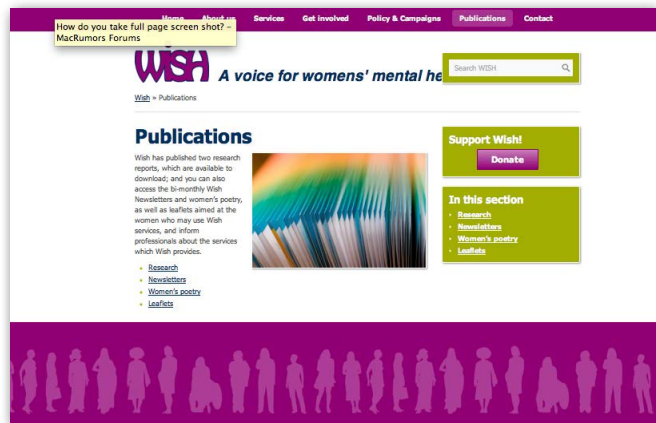 Home About us Services Get involved Policy & Campaigns Publications Contact
How do you take full page screen shot? –
MacRumors Forums
WISH
A voice for womens' mental he
Search WISH
Wish » Publications
Publications
Wish has published two research
reports, which are available to
download; and you can also
access the bi-monthly Wish
Newsletters and women's poetry,
as well as leaflets aimed at the
women who may use Wish
services, and inform
professionals about the services
which Wish provides.
Research
Newsletters
Women's poetry
Leaflets
Support Wish!
Donate
In this section
Research
Newsletters
Women's poetry
Leaflets